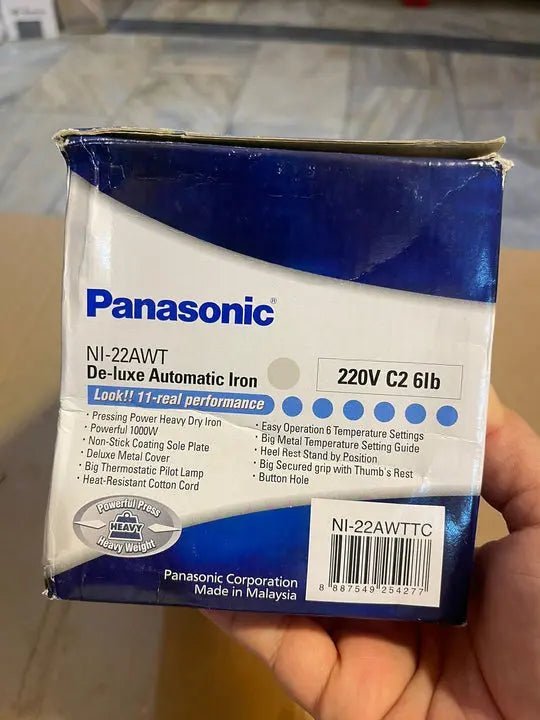 Panasonic®
NI-22AWT
De-luxe Automatic Iron
220V C2 6lb
Look!! 11-real performance
· Pressing Power Heavy Dry Iron
· Powerful 1000W
· Non-Stick Coating Sole Plate
· Deluxe Metal Cover
· Big Thermostatic Pilot Lamp
· Heat-Resistant Cotton Cord
· Easy Operation 6 Temperature Settings
· Big Metal Temperature Setting Guide
· Heel Rest Stand by Position
· Big Secured grip with Thumb's Rest
· Button Hole
Powerful Press
HEAVY
Heavy Weight
NI-22AWTTC
8 887549 254277
Panasonic Corporation
Made in Malaysia